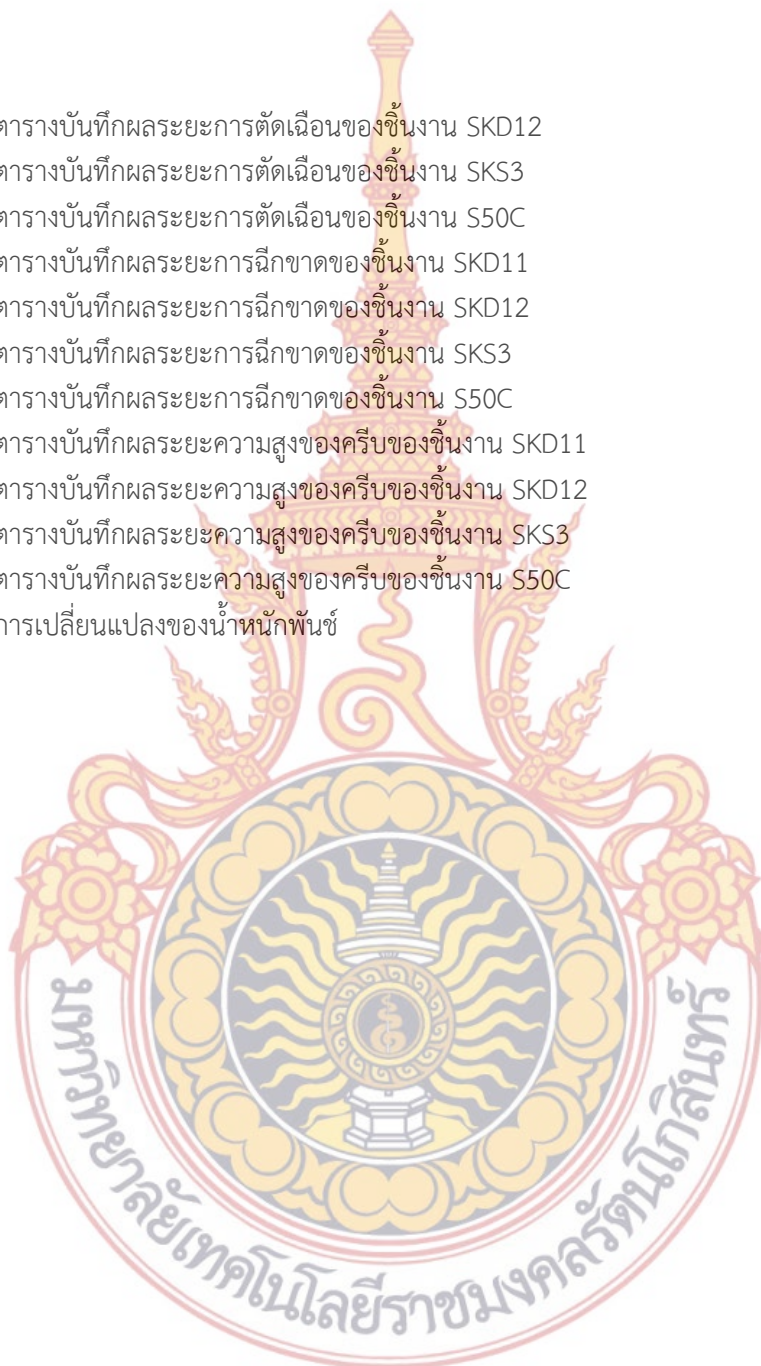 ตารางบันทึกผลระยะการตัดเฉือนของชิ้นงาน SKD12
ตารางบันทึกผลระยะการตัดเฉือนของชิ้นงาน SKS3
ตารางบันทึกผลระยะการตัดเฉือนของชิ้นงาน S50C
ตารางบันทึกผลระยะการฉีกขาดของชิ้นงาน SKD11
ตารางบันทึกผลระยะการฉีกขาดของชิ้นงาน SKD12
ตารางบันทึกผลระยะการฉีกขาดของชิ้นงาน SKS3
ตารางบันทึกผลระยะการฉีกขาดของชิ้นงาน S50C
ตารางบันทึกผลระยะความสูงของครีบของชิ้นงาน SKD11
ตารางบันทึกผลระยะความสูงของครีบของชิ้นงาน SKD12
ตารางบันทึกผลระยะความสูงของครีบของชิ้นงาน SKS3
ตารางบันทึกผลระยะความสูงของครีบของชิ้นงาน S50C
การเปลี่ยนแปลงของน้ำหนักพันช์
มหาวิทยาลัยเทคโนโลยีราชมงคลรัตนโกสินทร์